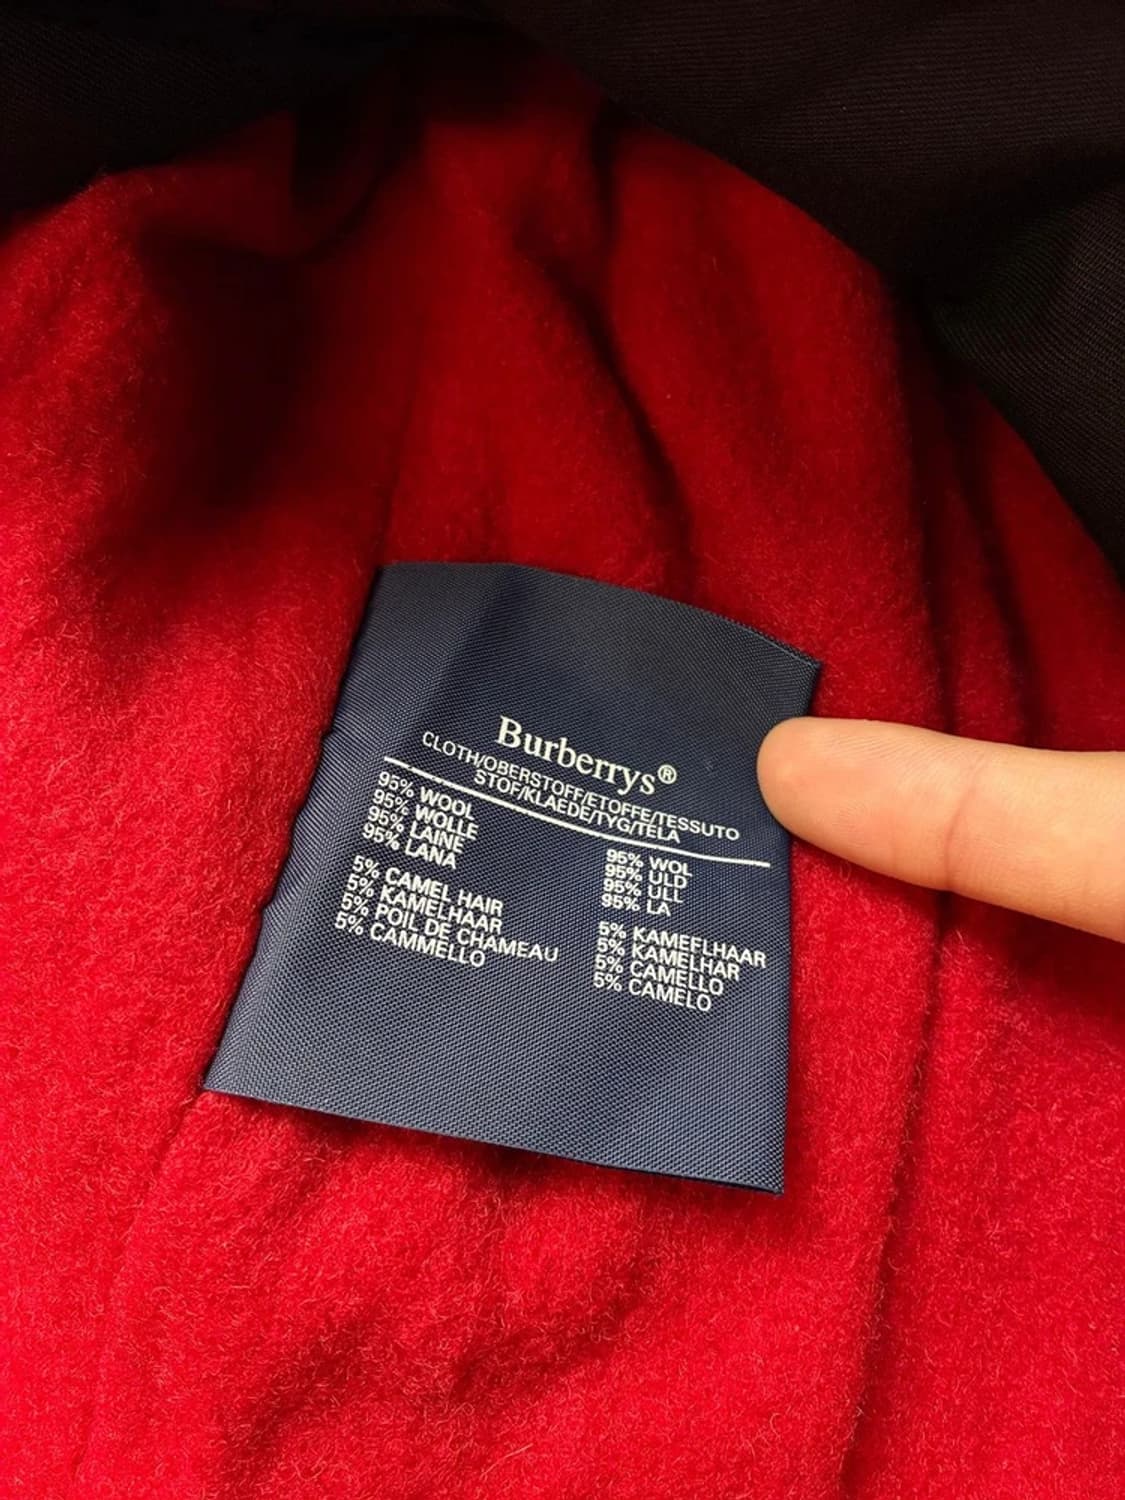 Burberrys®
CLOTH/OBERSTOFF/ETOFFE/TESSUTO
STOF/KLAEDE/TYG/TELA
95% WOOL
95% WOLLE
95% LAINE
95% LANA
5% CAMEL HAIR
5% KAMELHAAR
5% POIL DE CHAMEAU
5% CAMMELLO
95% WOL
95% ULD
95% ULL
95% LA
5% KAMEFLHAAR
5% KAMELHAR
5% CAMELLO
5% CAMELO